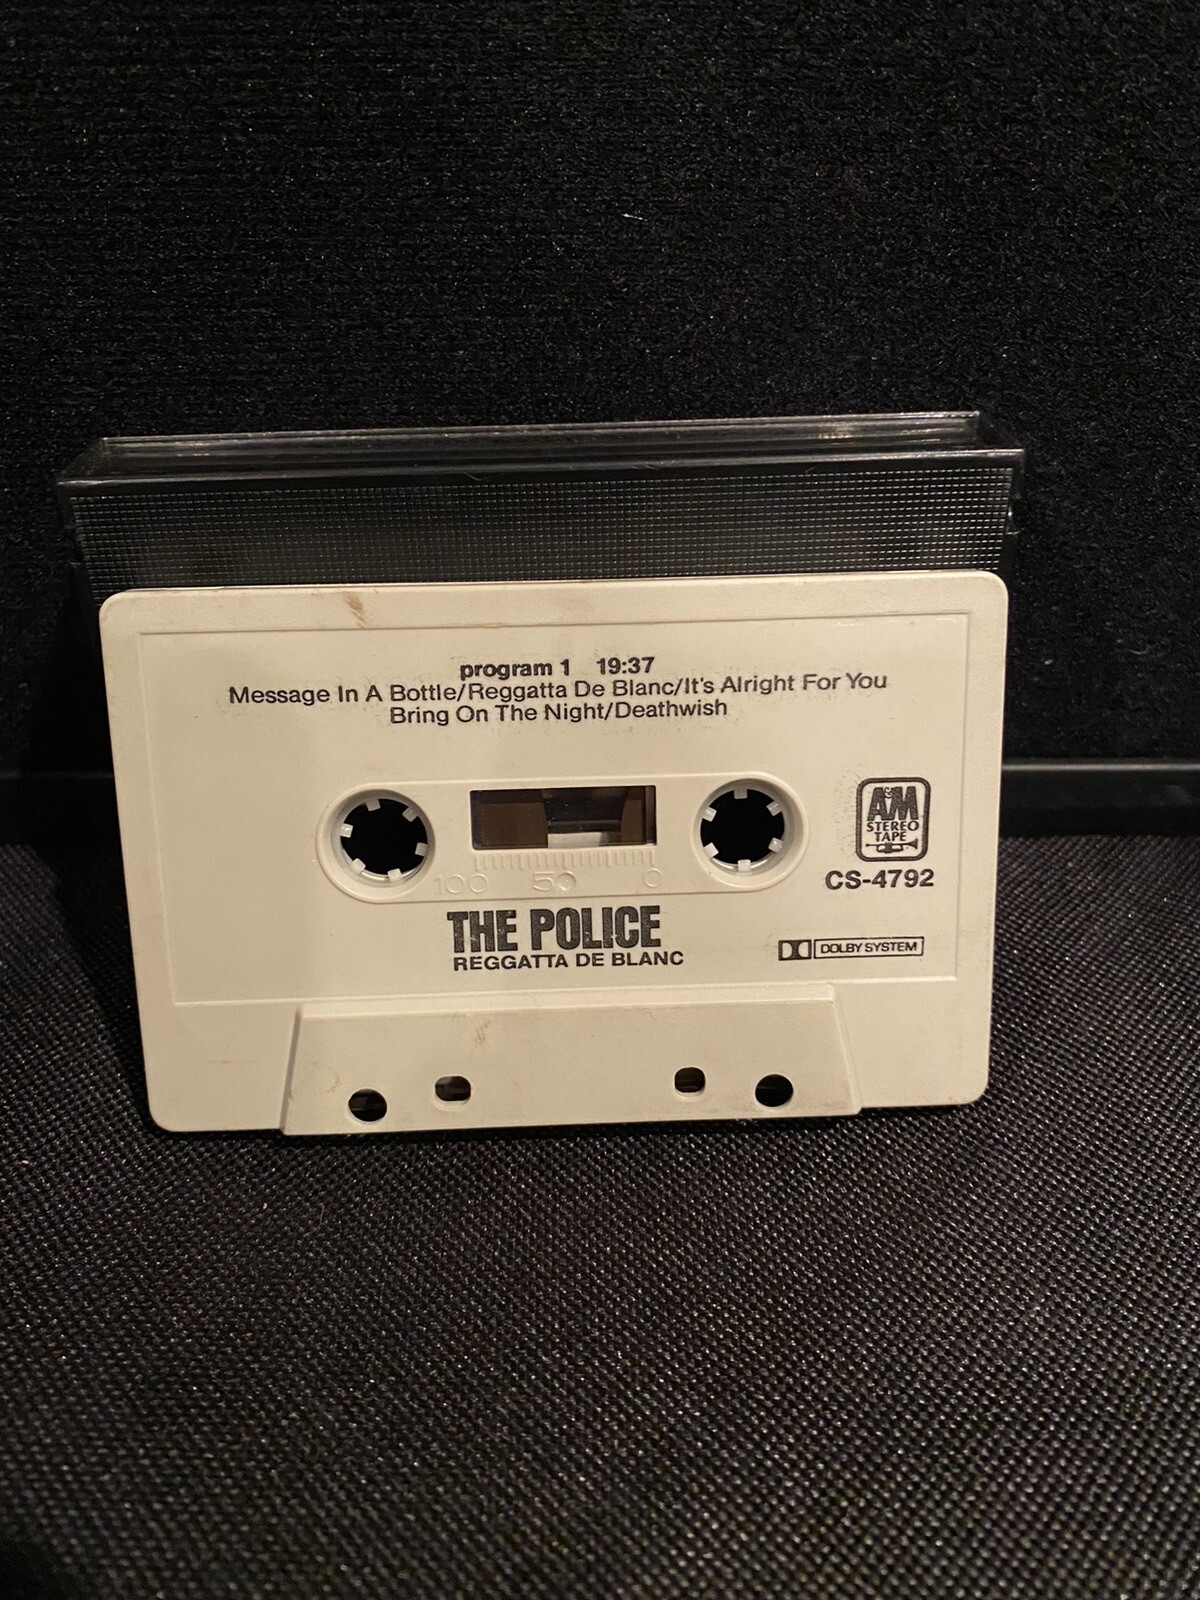 program 1 19:37
Message In A Bottle/Reggatta De Blanc/It's Alright For You
Bring On The Night/Deathwish
A&M
STEREO
TAPE
CS-4792
100 50 0
THE POLICE
REGGATTA DE BLANC
DOLBY SYSTEM